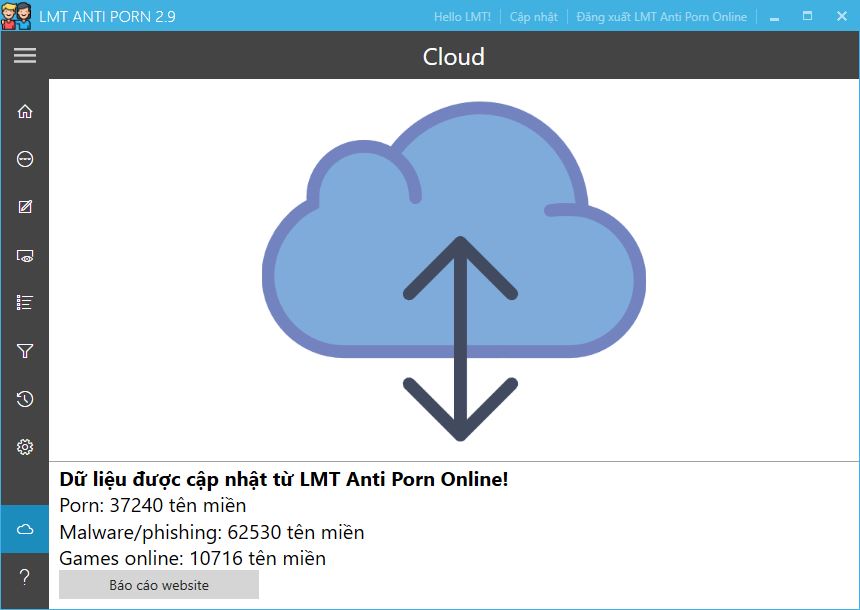 LMT ANTI PORN 2.9
Hello LMT!
Cập nhật
Đăng xuất LMT Anti Porn Online
Cloud
Dữ liệu được cập nhật từ LMT Anti Porn Online!
Porn: 37240 tên miền
Malware/phishing: 62530 tên miền
Games online: 10716 tên miền
Báo cáo website